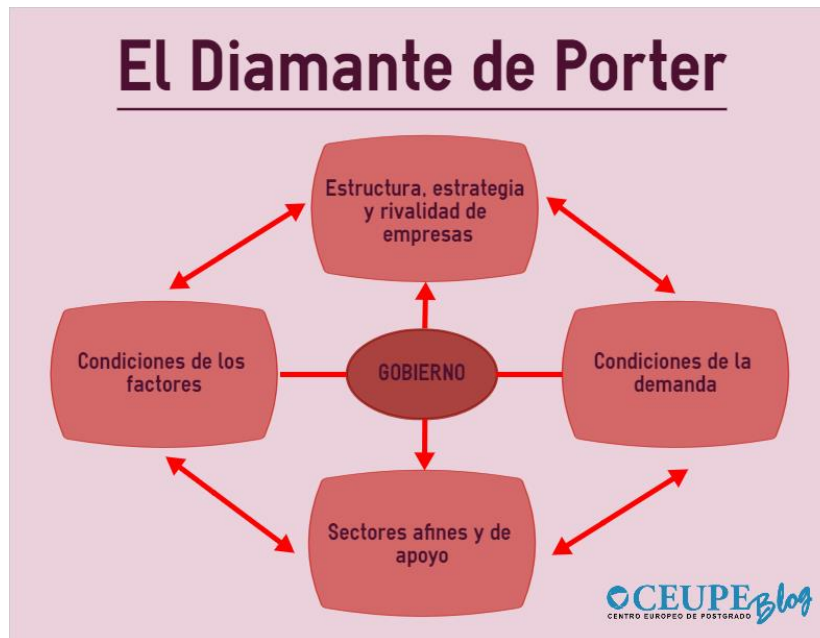 El Diamante de Porter
Estructura, estrategia
y rivalidad de
empresas
Condiciones de los
factores
GOBIERNO
Condiciones de la
demanda
Sectores afines y de
apoyo
CEUPE Blog
CENTRO EUROPEO DE POSTGRADO